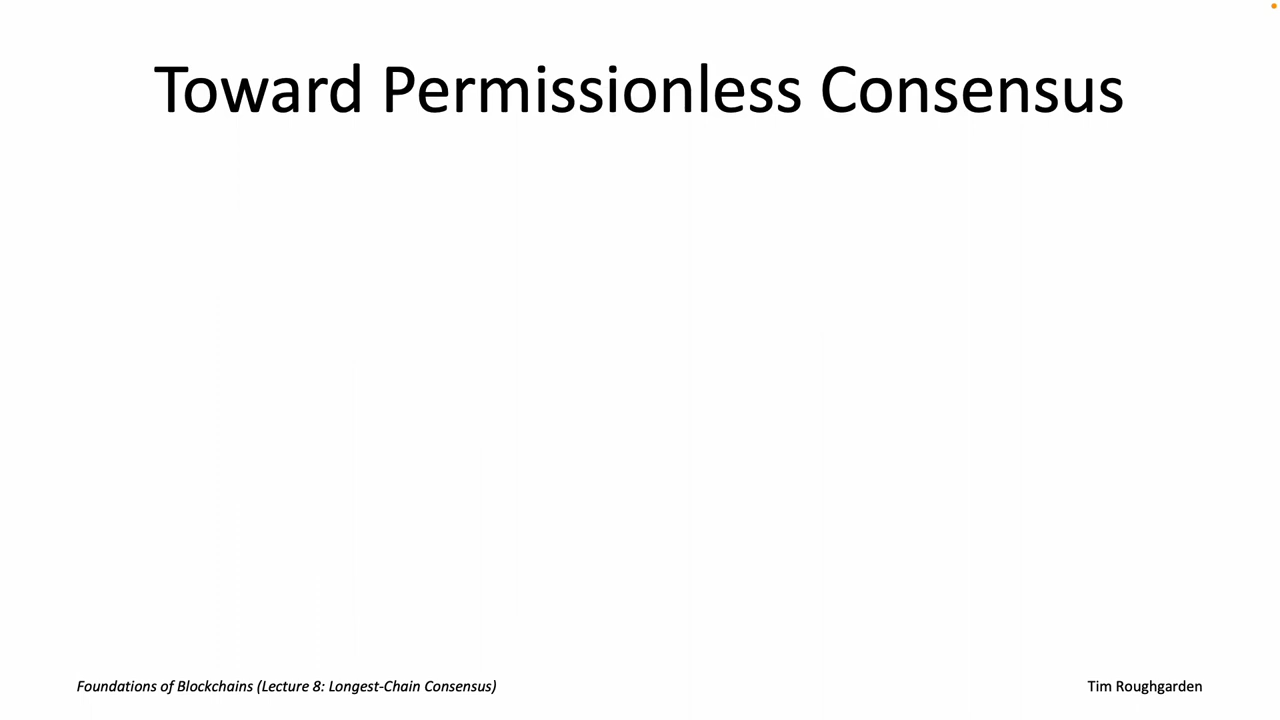 Toward Permissionless Consensus
Foundations of Blockchains (Lecture 8: Longest-Chain Consensus)
Tim Roughgarden